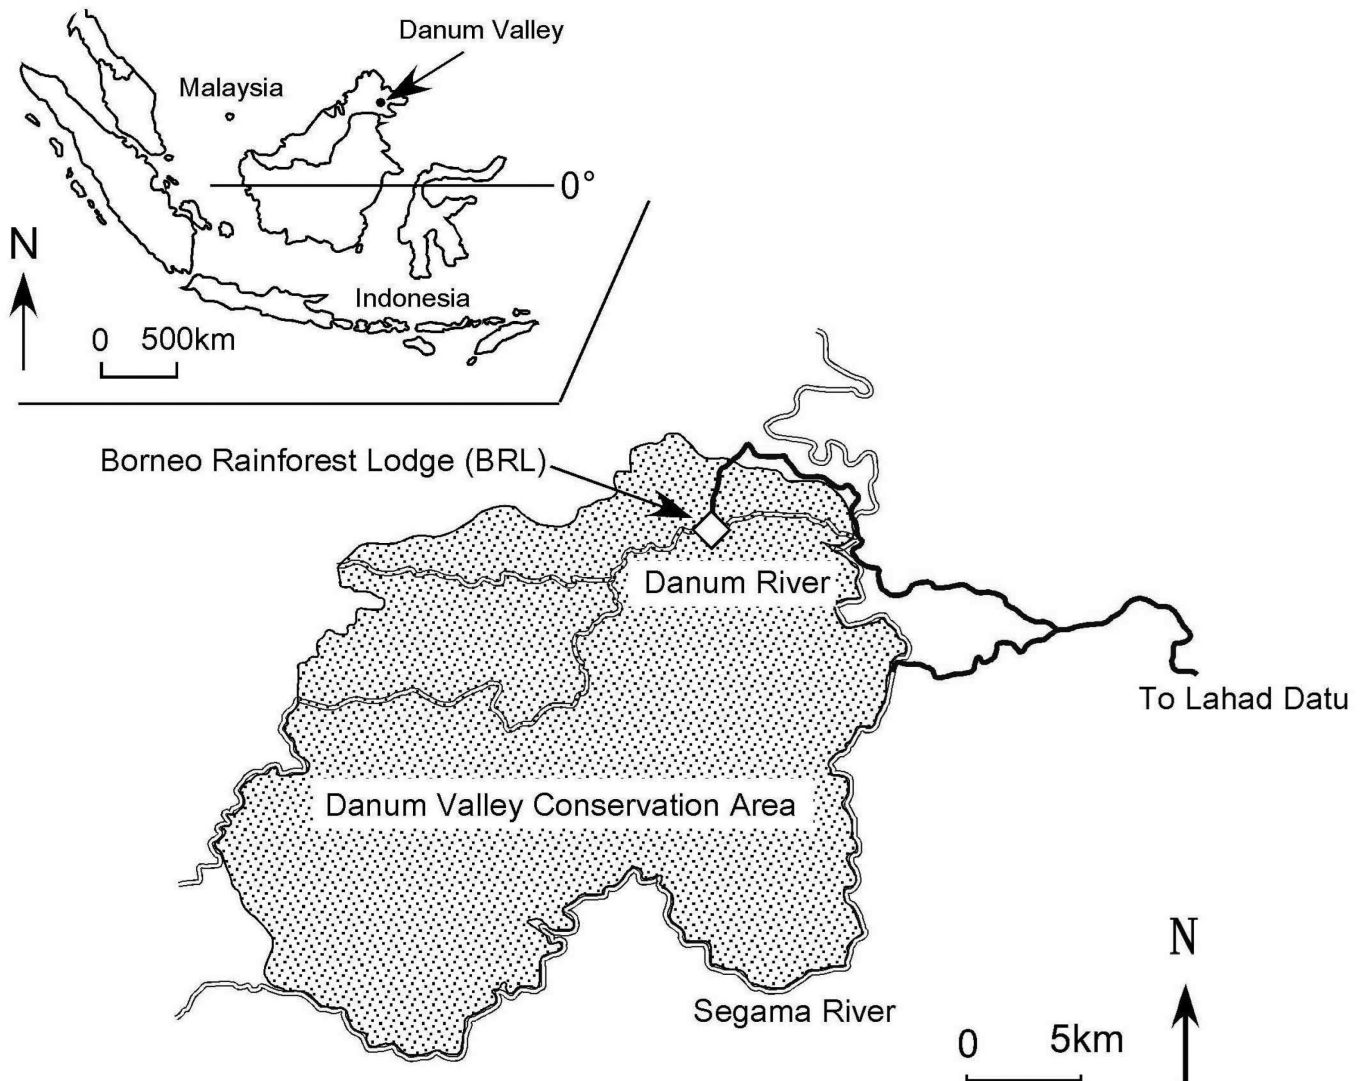 Danum Valley
Malaysia
0°
N
Indonesia
0 500km
Borneo Rainforest Lodge (BRL)
Danum River
To Lahad Datu
Danum Valley Conservation Area
N
Segama River
0 5km